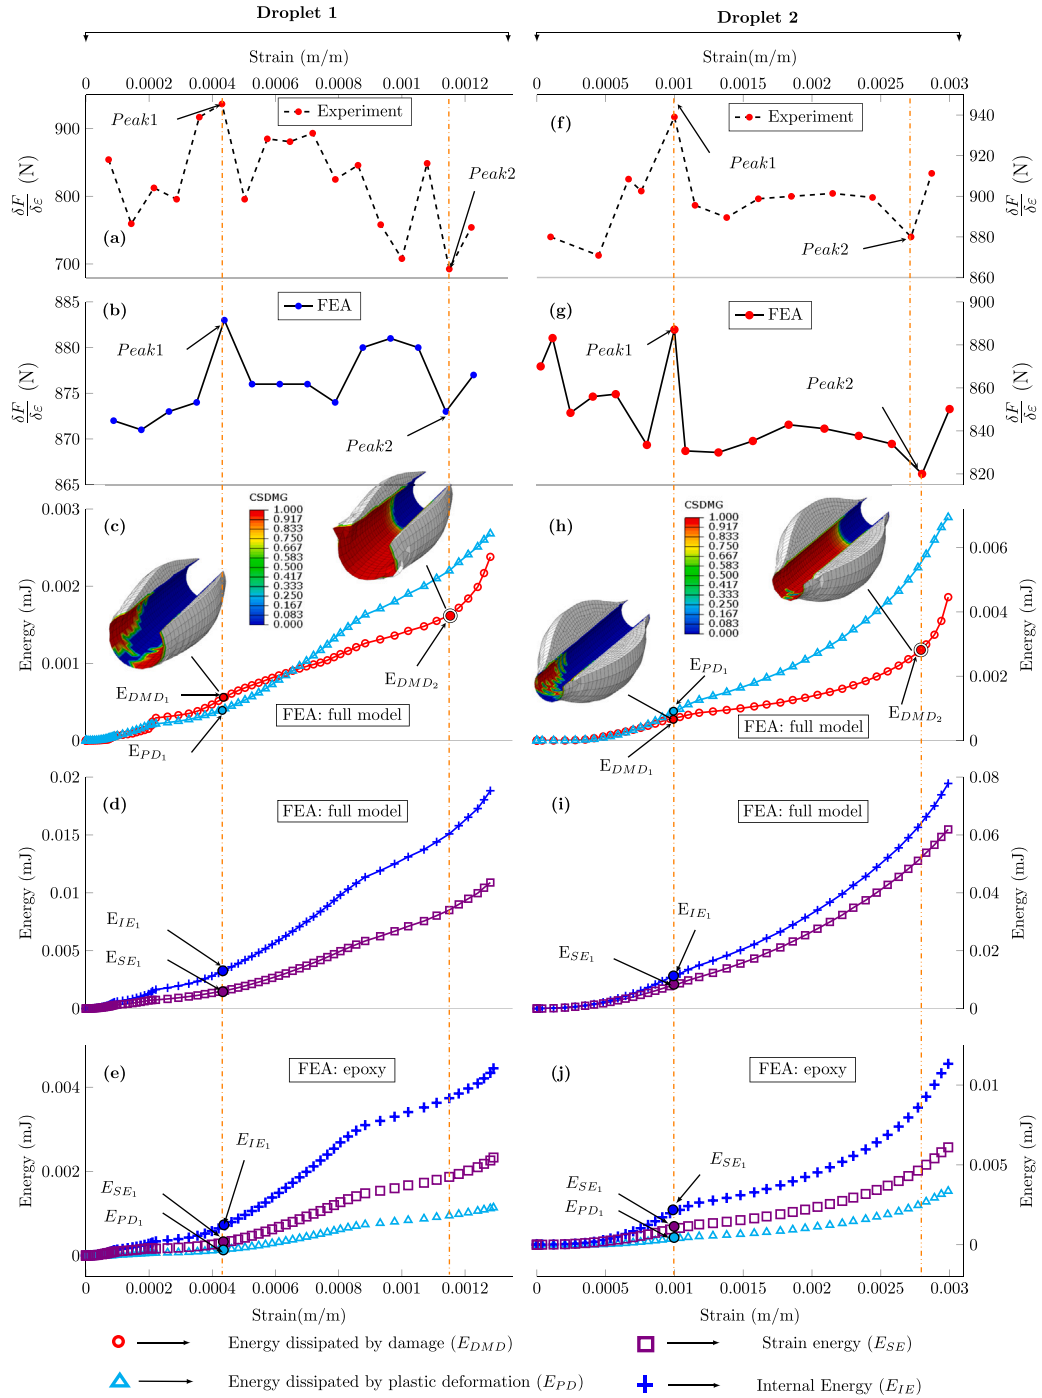 Droplet 1
Droplet 2
Strain (m/m)
Strain(m/m)
0 0.0002 0.0004 0.0006 0.0008 0.001 0.0012
0 0.0005 0.001 0.0015 0.002 0.0025 0.003
900
800
700
δF/δε (N)
Peak1
Experiment
Peak2
(a)
(f)
Experiment
Peak1
Peak2
940
920
900
880
860
δF/δε (N)
885
880
875
870
865
δF/δε (N)
(b)
FEA
Peak1
Peak2
(g)
FEA
Peak1
Peak2
900
880
860
840
820
δF/δε (N)
0.003
0.002
0.001
0
Energy (mJ)
(c)
CSDMG
1.000
0.917
0.833
0.750
0.667
0.583
0.500
0.417
0.333
0.250
0.167
0.083
0.000
E_DMD₁
E_PD₁
E_DMD₂
FEA: full model
(h)
CSDMG
1.000
0.917
0.833
0.750
0.667
0.583
0.500
0.417
0.333
0.250
0.167
0.083
0.000
E_PD₁
E_DMD₁
E_DMD₂
FEA: full model
0.006
0.004
0.002
0
Energy (mJ)
0.02
0.015
0.01
0.005
0
Energy (mJ)
(d)
FEA: full model
E_IE₁
E_SE₁
(i)
FEA: full model
E_IE₁
E_SE₁
0.08
0.06
0.04
0.02
0
Energy (mJ)
0.004
0.002
0
Energy (mJ)
(e)
FEA: epoxy
E_IE₁
E_SE₁
E_PD₁
(j)
FEA: epoxy
E_SE₁
E_SE₁
E_PD₁
0.01
0.005
0
Energy (mJ)
0 0.0002 0.0004 0.0006 0.0008 0.001 0.0012
0 0.0005 0.001 0.0015 0.002 0.0025 0.003
Strain(m/m)
Strain (m/m)
Energy dissipated by damage (E_DMD)
Strain energy (E_SE)
Energy dissipated by plastic deformation (E_PD)
Internal Energy (E_IE)